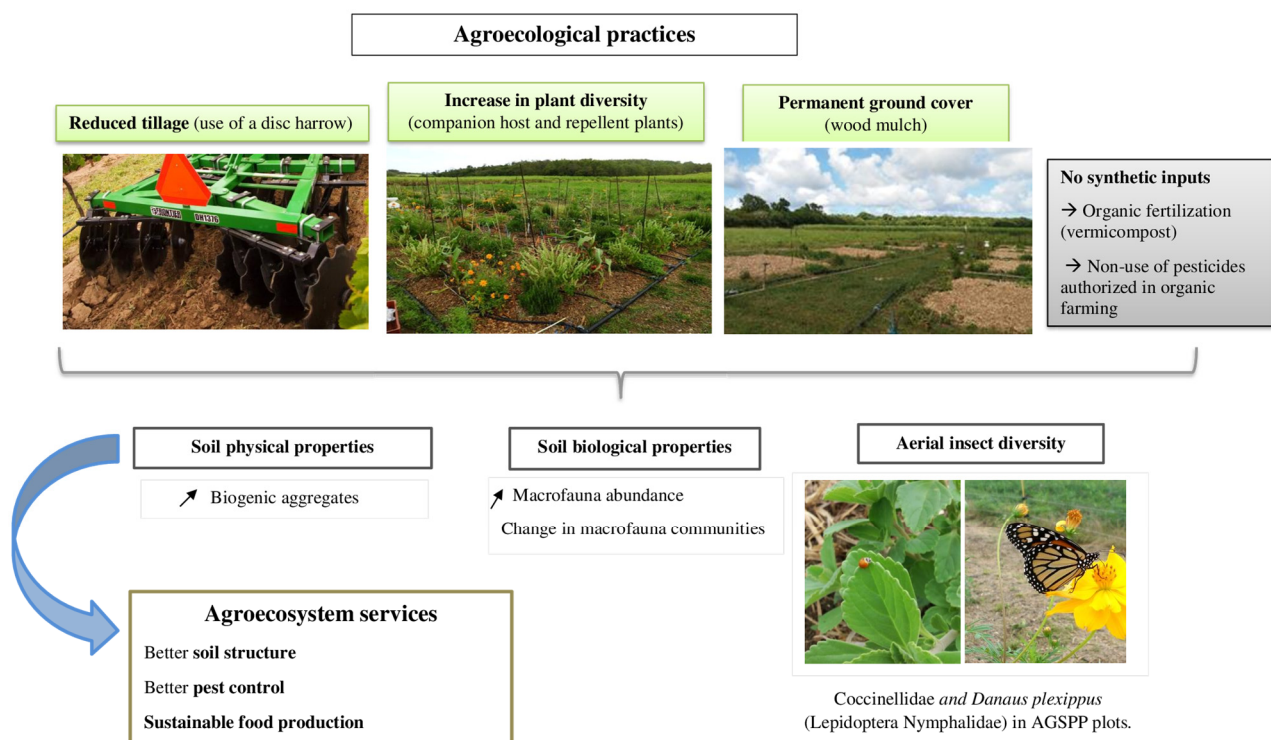 Agroecological practices
Reduced tillage (use of a disc harrow)
Increase in plant diversity
(companion host and repellent plants)
Permanent ground cover
(wood mulch)
DH1376
No synthetic inputs
→ Organic fertilization
(vermicompost)
→ Non-use of pesticides
authorized in organic
farming
Soil physical properties
↗ Biogenic aggregates
Soil biological properties
↗ Macrofauna abundance
Change in macrofauna communities
Aerial insect diversity
Agroecosystem services
Better soil structure
Better pest control
Sustainable food production
Coccinellidae and Danaus plexippus
(Lepidoptera Nymphalidae) in AGSPP plots.